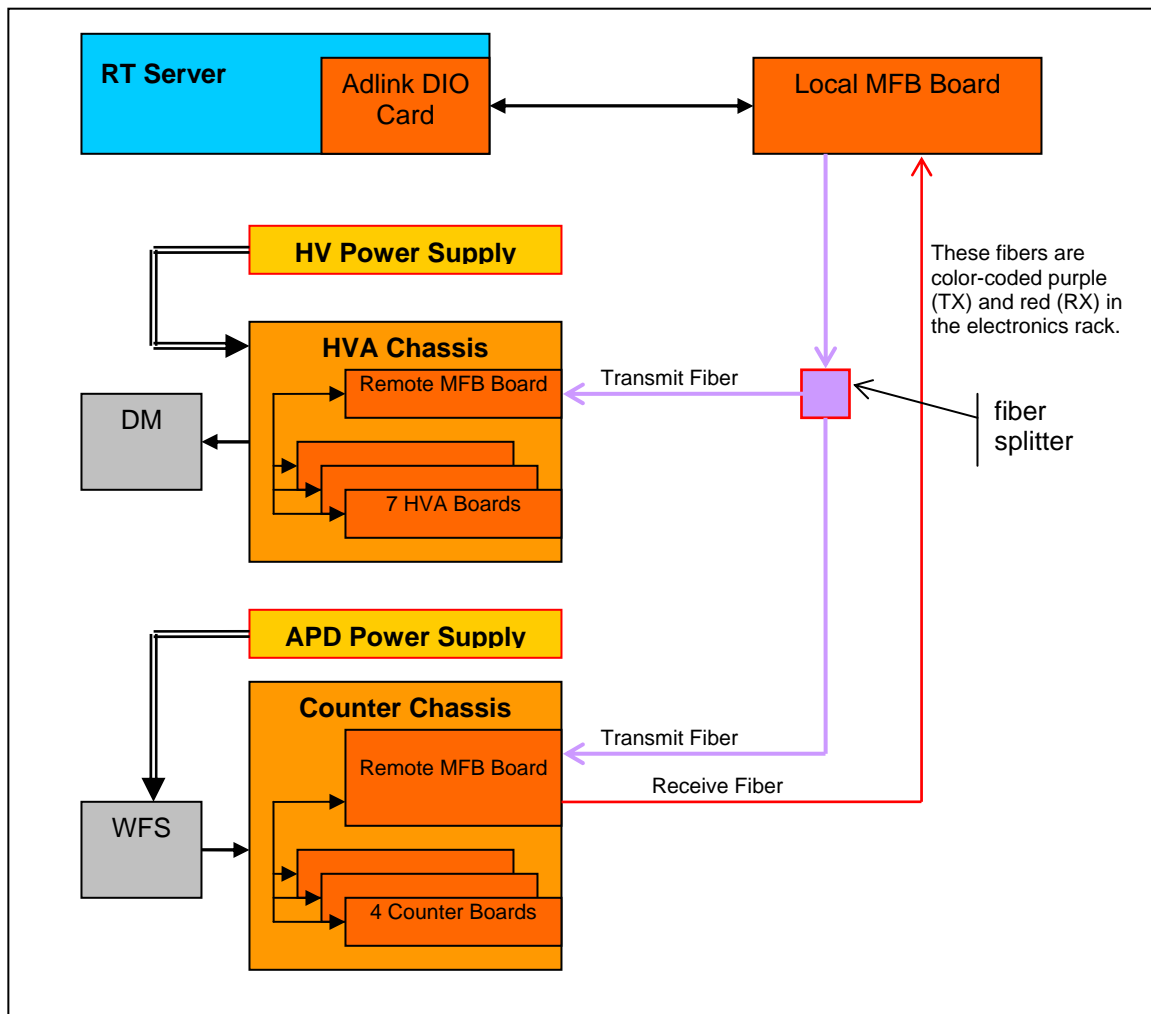 RT Server
Adlink DIO
Card
Local MFB Board
HV Power Supply
These fibers are
color-coded purple
(TX) and red (RX) in
the electronics rack.
HVA Chassis
Remote MFB Board
Transmit Fiber
DM
fiber
splitter
7 HVA Boards
APD Power Supply
Counter Chassis
Transmit Fiber
Remote MFB Board
Receive Fiber
WFS
4 Counter Boards